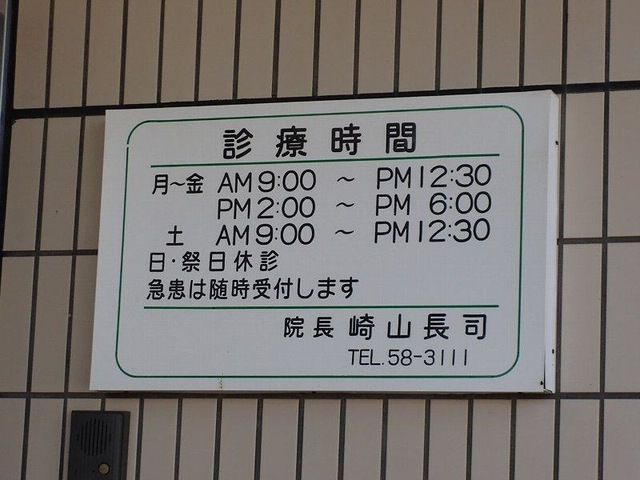 診療時間
月～金 AM9:00 ～ PM12:30
PM2:00 ～ PM 6:00
土 AM9:00 ～ PM12:30
日・祭日休診
急患は随時受付します
院長 崎山長司
TEL.58-3111